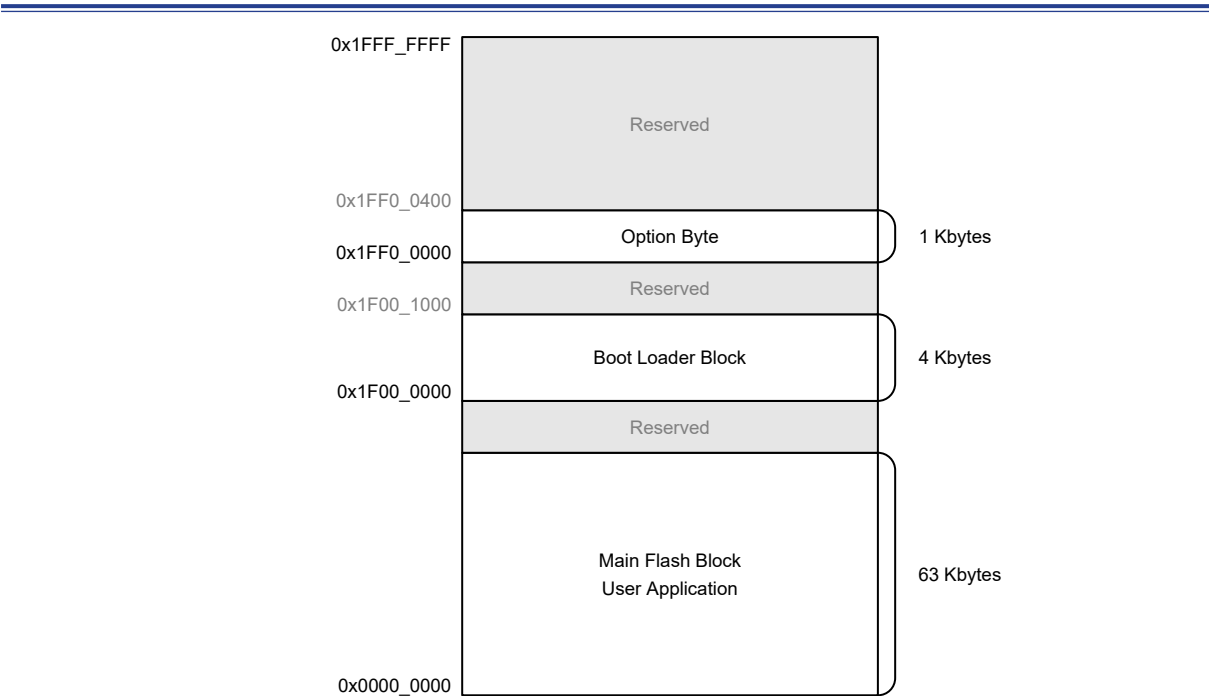 0x1FFF_FFFF
Reserved
0x1FF0_0400
Option Byte
1 Kbytes
0x1FF0_0000
Reserved
0x1F00_1000
Boot Loader Block
4 Kbytes
0x1F00_0000
Reserved
Main Flash Block
User Application
63 Kbytes
0x0000_0000